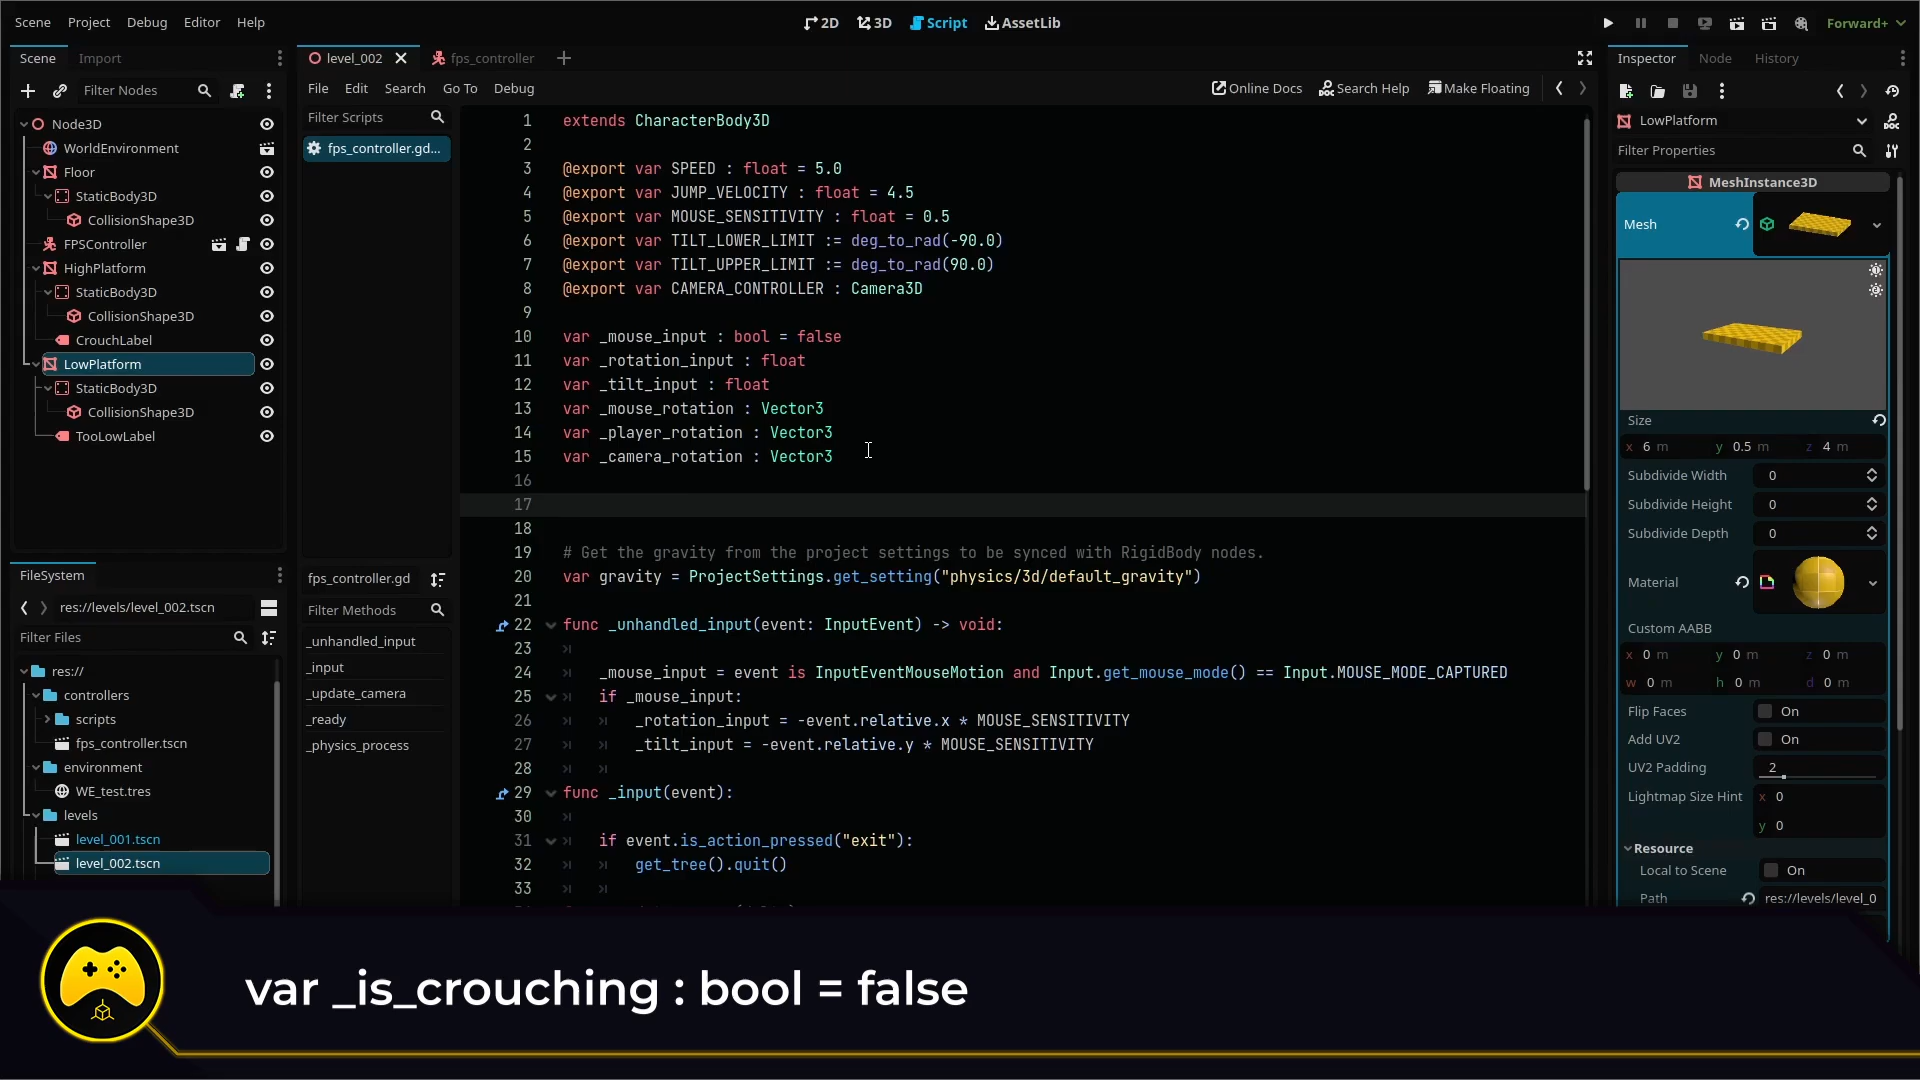 Scene Project Debug Editor Help
2D 3D Script AssetLib
Forward+
Scene Import
Filter Nodes
Node3D
WorldEnvironment
Floor
StaticBody3D
CollisionShape3D
FPSController
HighPlatform
StaticBody3D
CollisionShape3D
CrouchLabel
LowPlatform
StaticBody3D
CollisionShape3D
TooLowLabel
FileSystem
res://levels/level_002.tscn
Filter Files
res://
controllers
scripts
fps_controller.tscn
environment
WE_test.tres
levels
level_001.tscn
level_002.tscn
level_002 fps_controller
File Edit Search Go To Debug
Online Docs Search Help Make Floating
Filter Scripts
fps_controller.gd...
fps_controller.gd
Filter Methods
_unhandled_input
_input
_update_camera
_ready
_physics_process
1 extends CharacterBody3D
2
3 @export var SPEED : float = 5.0
4 @export var JUMP_VELOCITY : float = 4.5
5 @export var MOUSE_SENSITIVITY : float = 0.5
6 @export var TILT_LOWER_LIMIT := deg_to_rad(-90.0)
7 @export var TILT_UPPER_LIMIT := deg_to_rad(90.0)
8 @export var CAMERA_CONTROLLER : Camera3D
9
10 var _mouse_input : bool = false
11 var _rotation_input : float
12 var _tilt_input : float
13 var _mouse_rotation : Vector3
14 var _player_rotation : Vector3
15 var _camera_rotation : Vector3
16
17
18
19 # Get the gravity from the project settings to be synced with RigidBody nodes.
20 var gravity = ProjectSettings.get_setting("physics/3d/default_gravity")
21
22 func _unhandled_input(event: InputEvent) -> void:
23
24 _mouse_input = event is InputEventMouseMotion and Input.get_mouse_mode() == Input.MOUSE_MODE_CAPTURED
25 if _mouse_input:
26 _rotation_input = -event.relative.x * MOUSE_SENSITIVITY
27 _tilt_input = -event.relative.y * MOUSE_SENSITIVITY
28
29 func _input(event):
30
31 if event.is_action_pressed("exit"):
32 get_tree().quit()
33
Inspector Node History
LowPlatform
Filter Properties
MeshInstance3D
Mesh
Size
x 6 m y 0.5 m z 4 m
Subdivide Width 0
Subdivide Height 0
Subdivide Depth 0
Material
Custom AABB
x 0 m y 0 m z 0 m
w 0 m h 0 m d 0 m
Flip Faces On
Add UV2 On
UV2 Padding 2
Lightmap Size Hint x 0
y 0
Resource
Local to Scene On
Path res://levels/level_0
var _is_crouching : bool = false